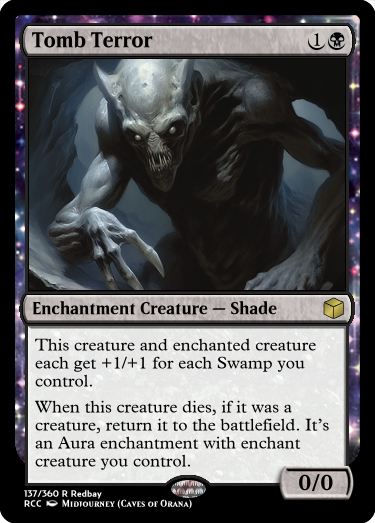 Tomb Terror 1
Enchantment Creature — Shade
This creature and enchanted creature
each get +1/+1 for each Swamp you
control.
When this creature dies, if it was a
creature, return it to the battlefield. It's
an Aura enchantment with enchant
creature you control.
0/0
137/360 R Redbay
RCC Midjourney (Caves of Orana)